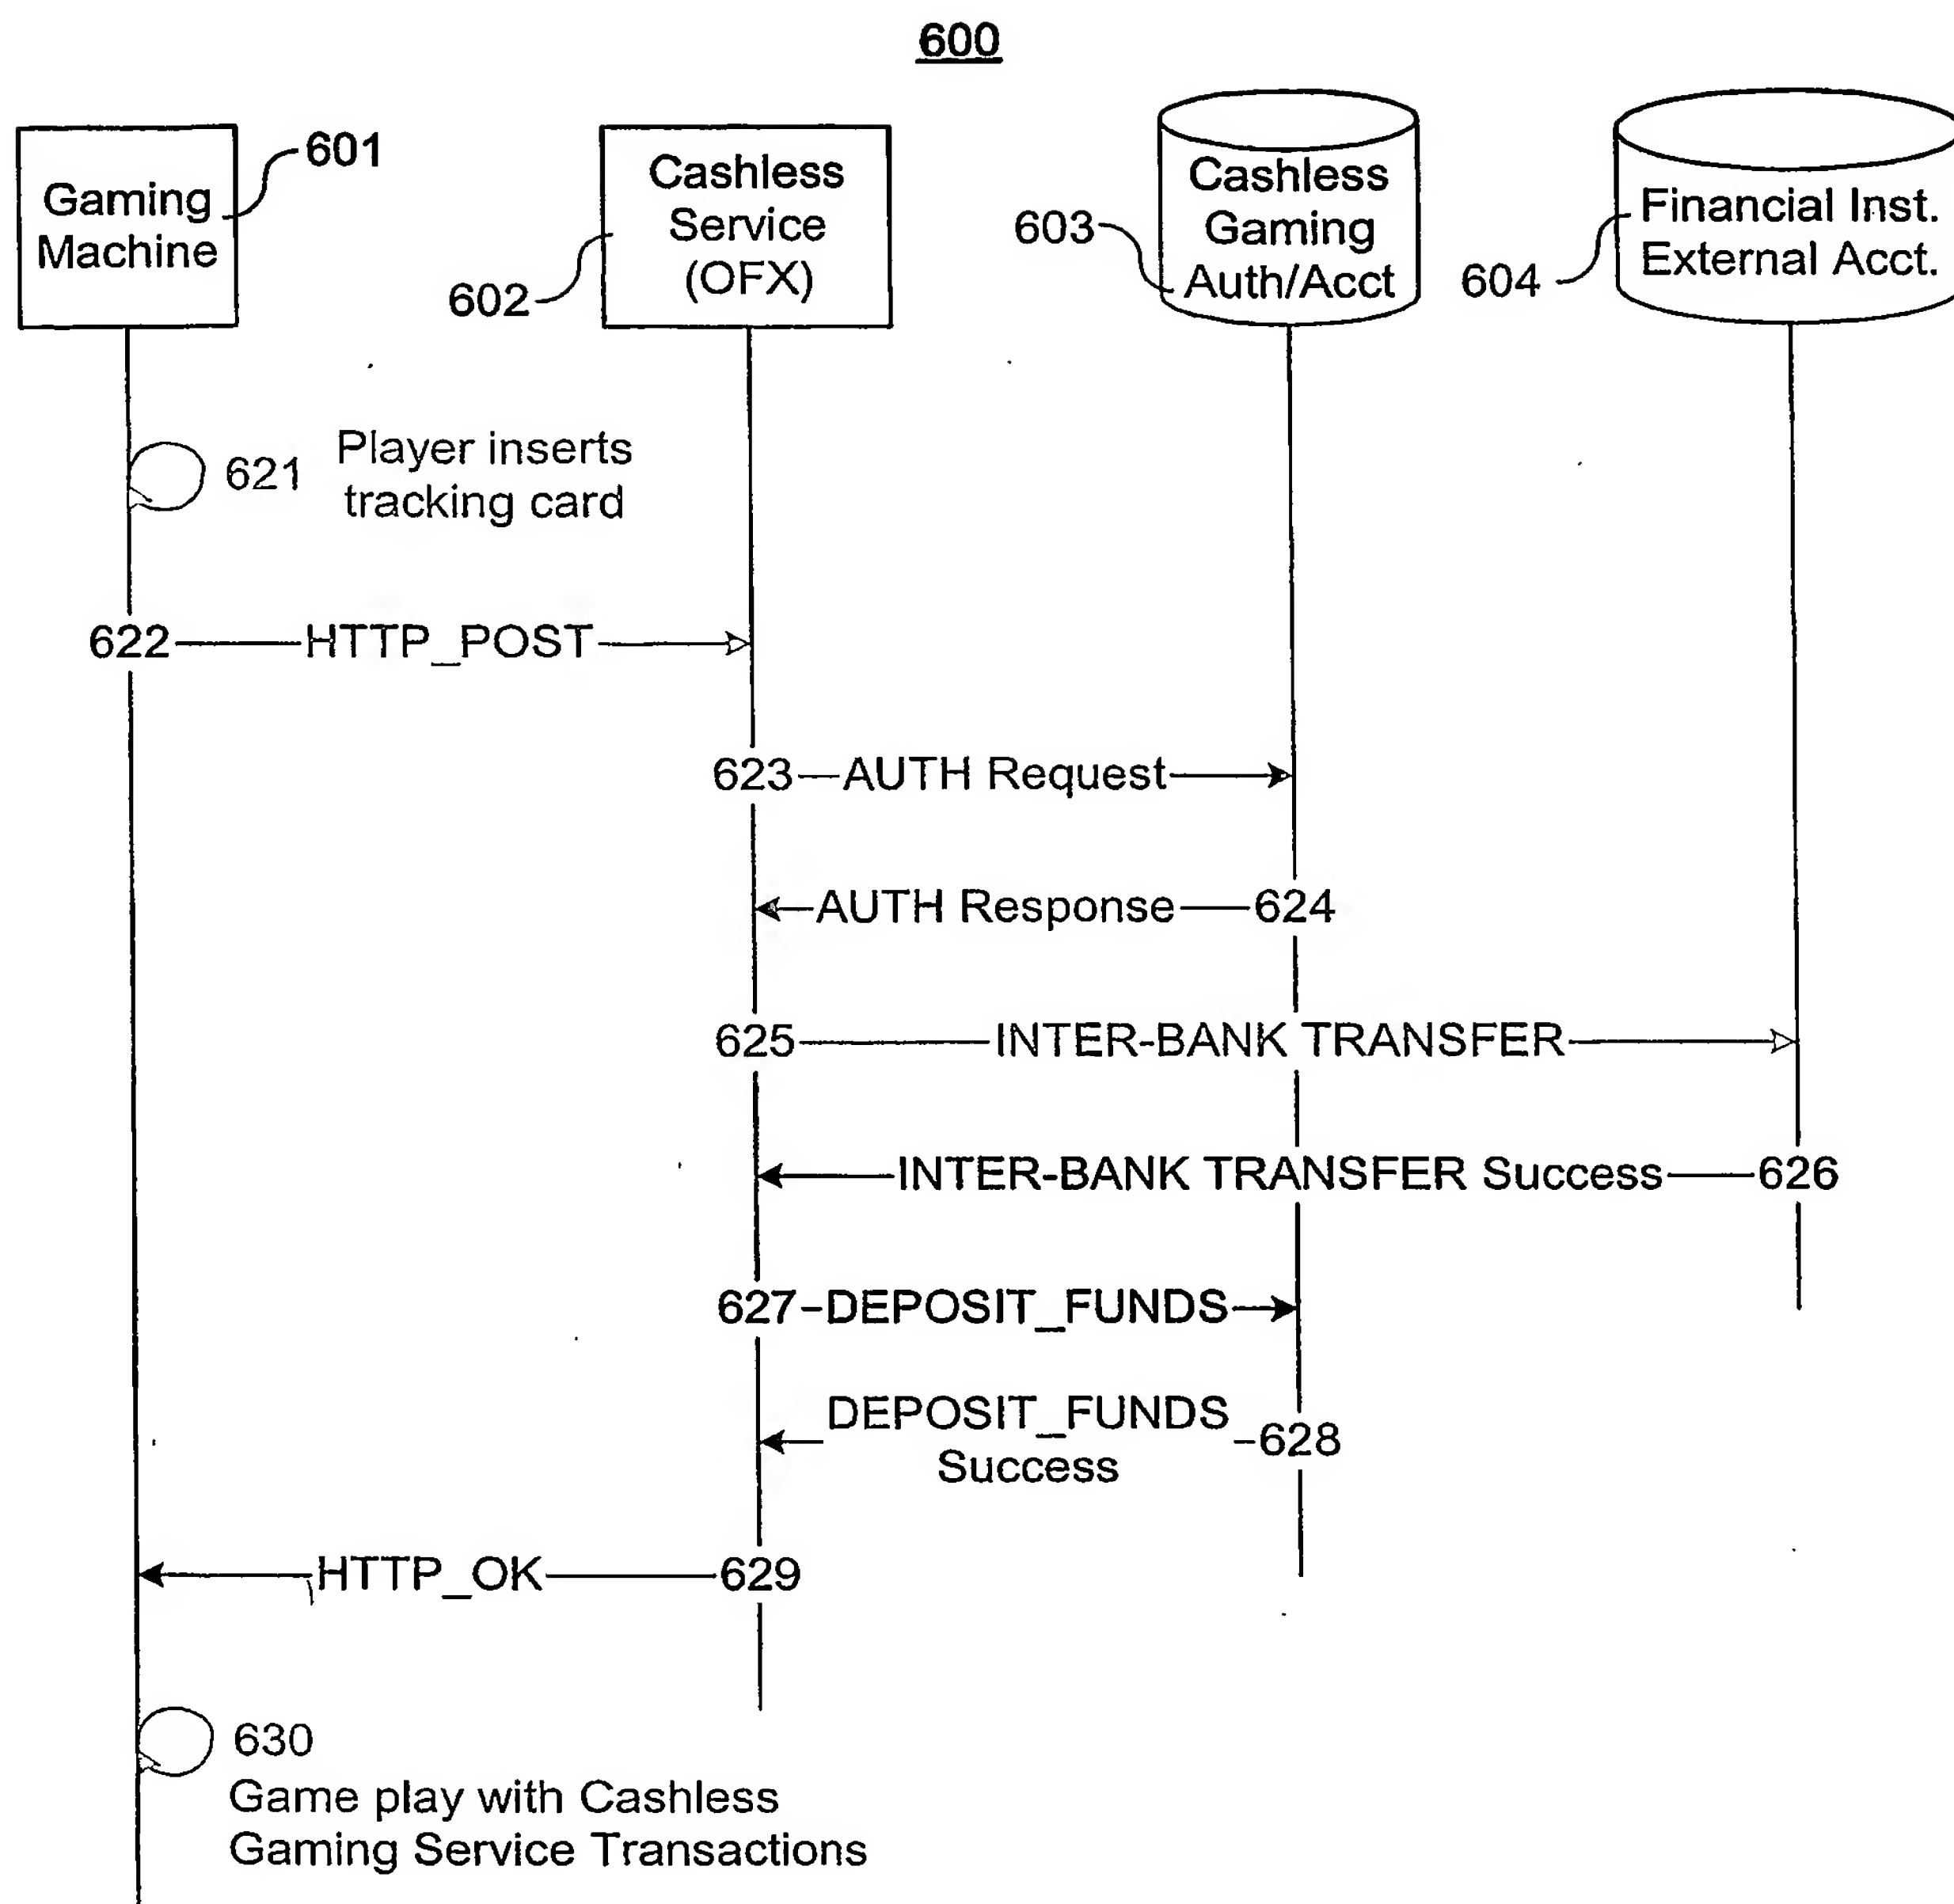 600
Gaming
Machine
601
Cashless
Service
(OFX)
602
Cashless
Gaming
Auth/Acct
603
Financial Inst.
External Acct.
604
621
Player inserts
tracking card
622 HTTP_POST
623 AUTH Request
AUTH Response 624
625 INTER-BANK TRANSFER
INTER-BANK TRANSFER Success 626
627 DEPOSIT_FUNDS
DEPOSIT_FUNDS
Success
628
HTTP_OK 629
630
Game play with Cashless
Gaming Service Transactions